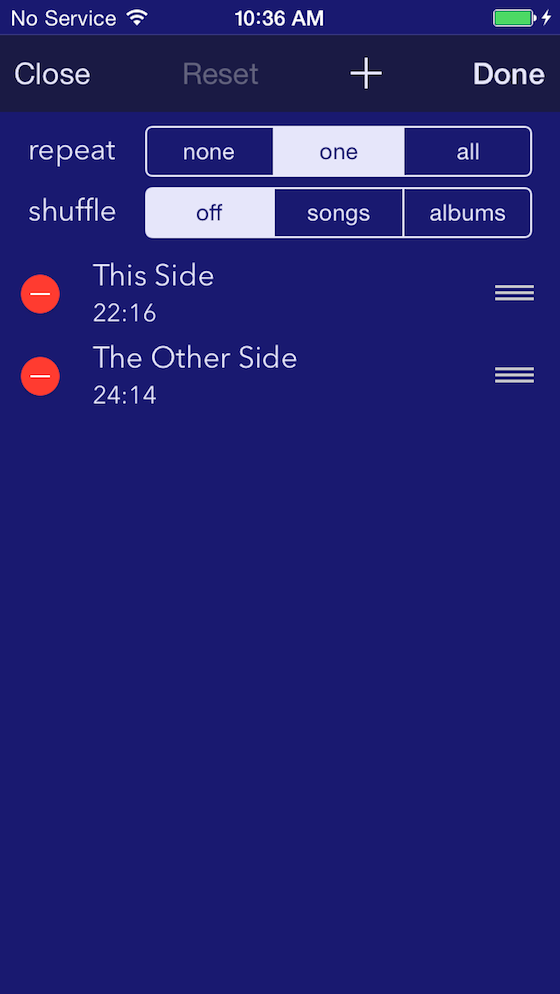 No Service 10:36 AM
Close Reset + Done
repeat none one all
shuffle off songs albums
This Side
22:16
The Other Side
24:14